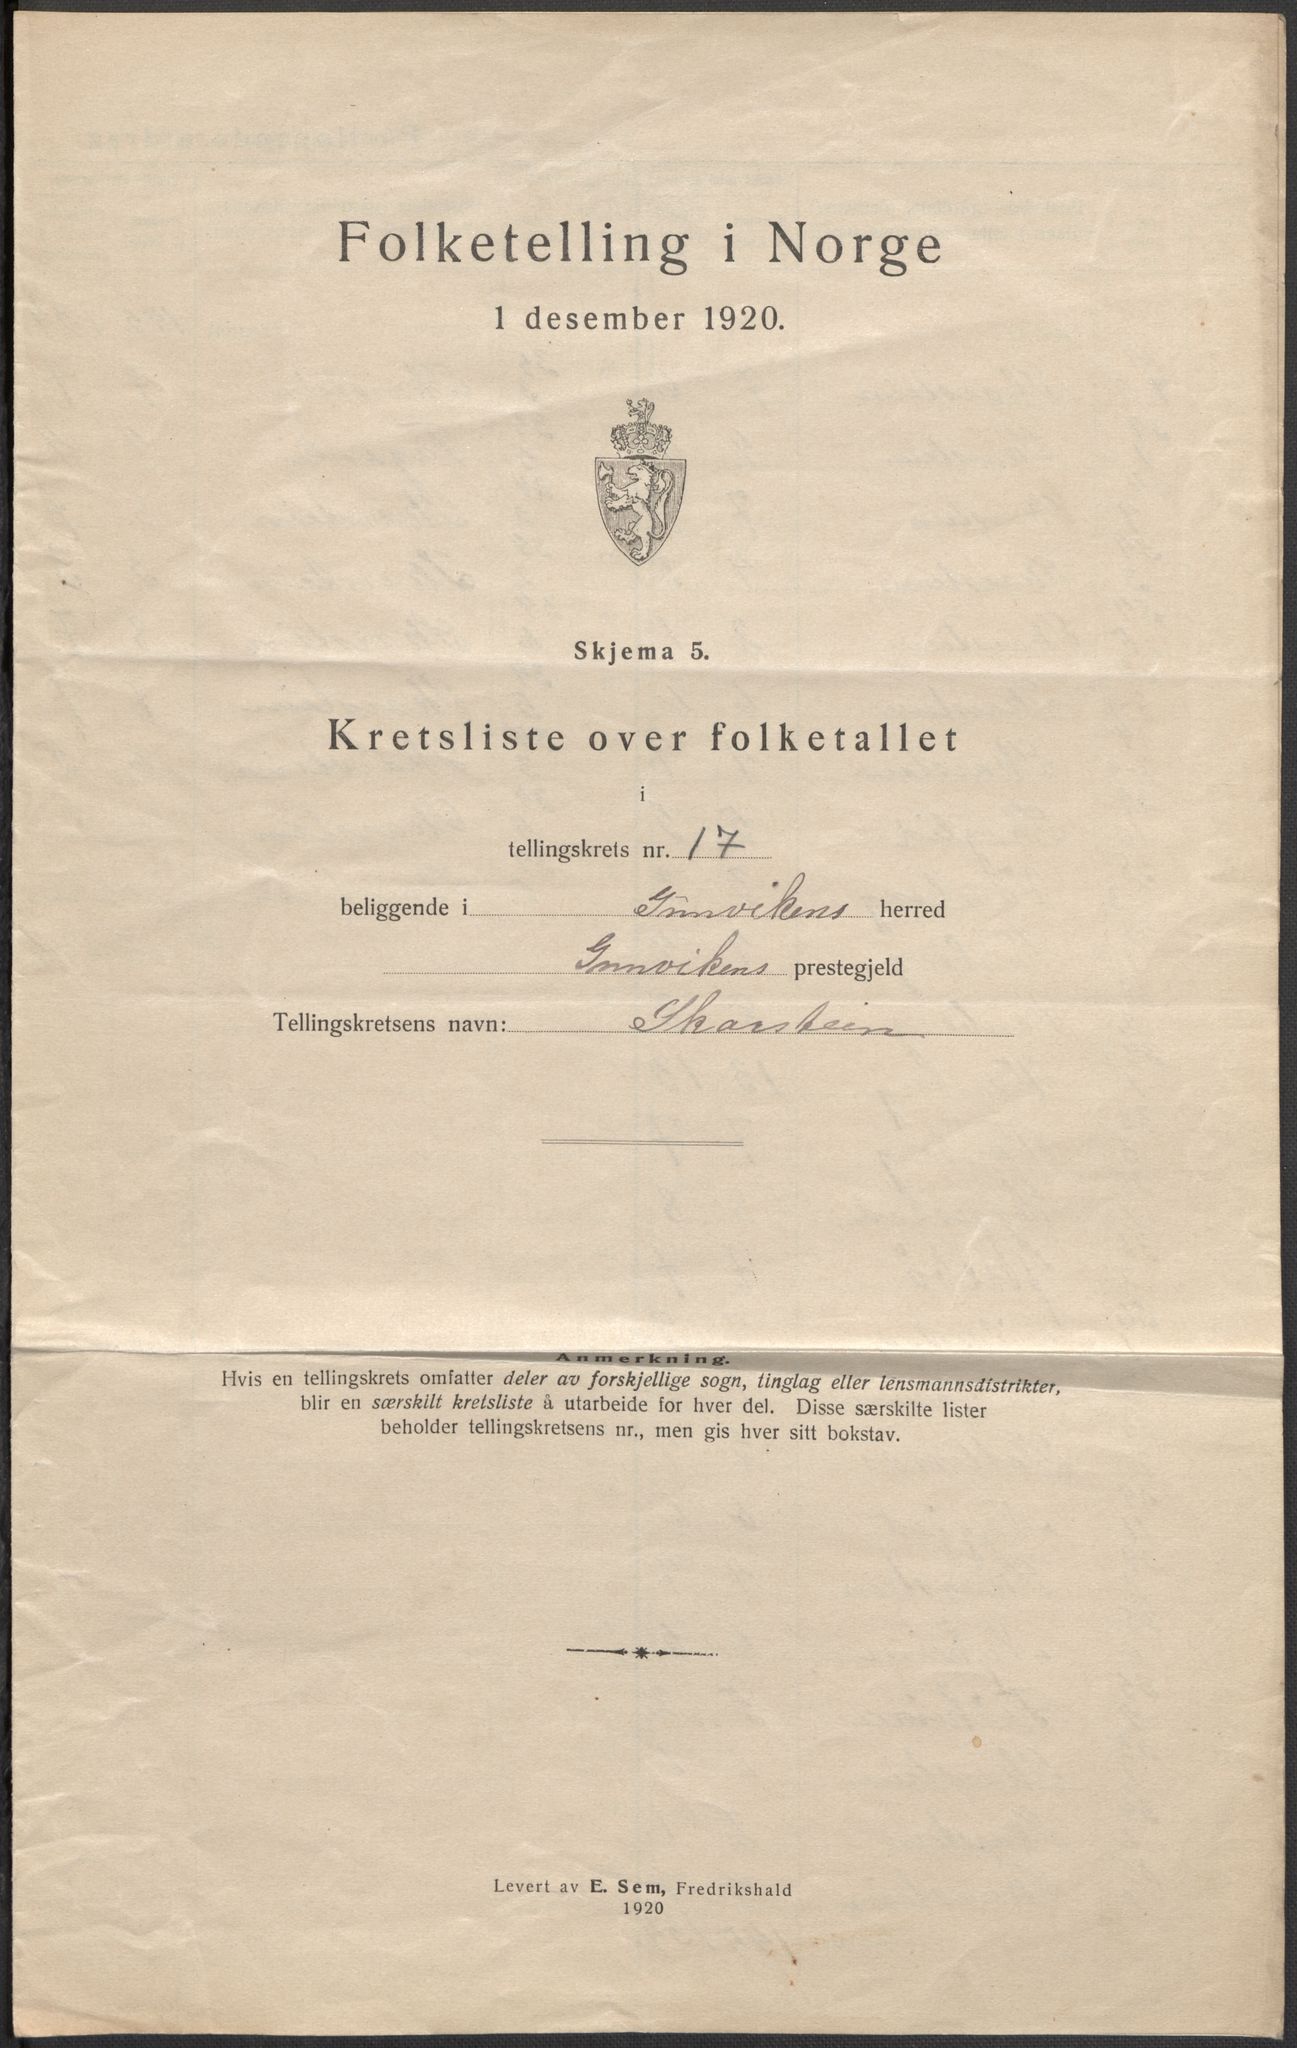 Folketelling i Norge
1 desember 1920.
Skjema 5.
Kretsliste over folketallet
i
tellingskrets nr. 17
beliggende i Innvikens herred
Innvikens prestegjeld
Tellingskretsens navn: Skarstein
Anmerkning.
Hvis en tellingskrets omfatter deler av forskjellige sogn, tinglag eller lensmannsdistrikter,
blir en særskilt kretsliste å utarbeide for hver del. Disse særskilte lister
beholder tellingskretsens nr., men gis hver sitt bokstav.
Levert av E. Sem, Fredrikshald
1920